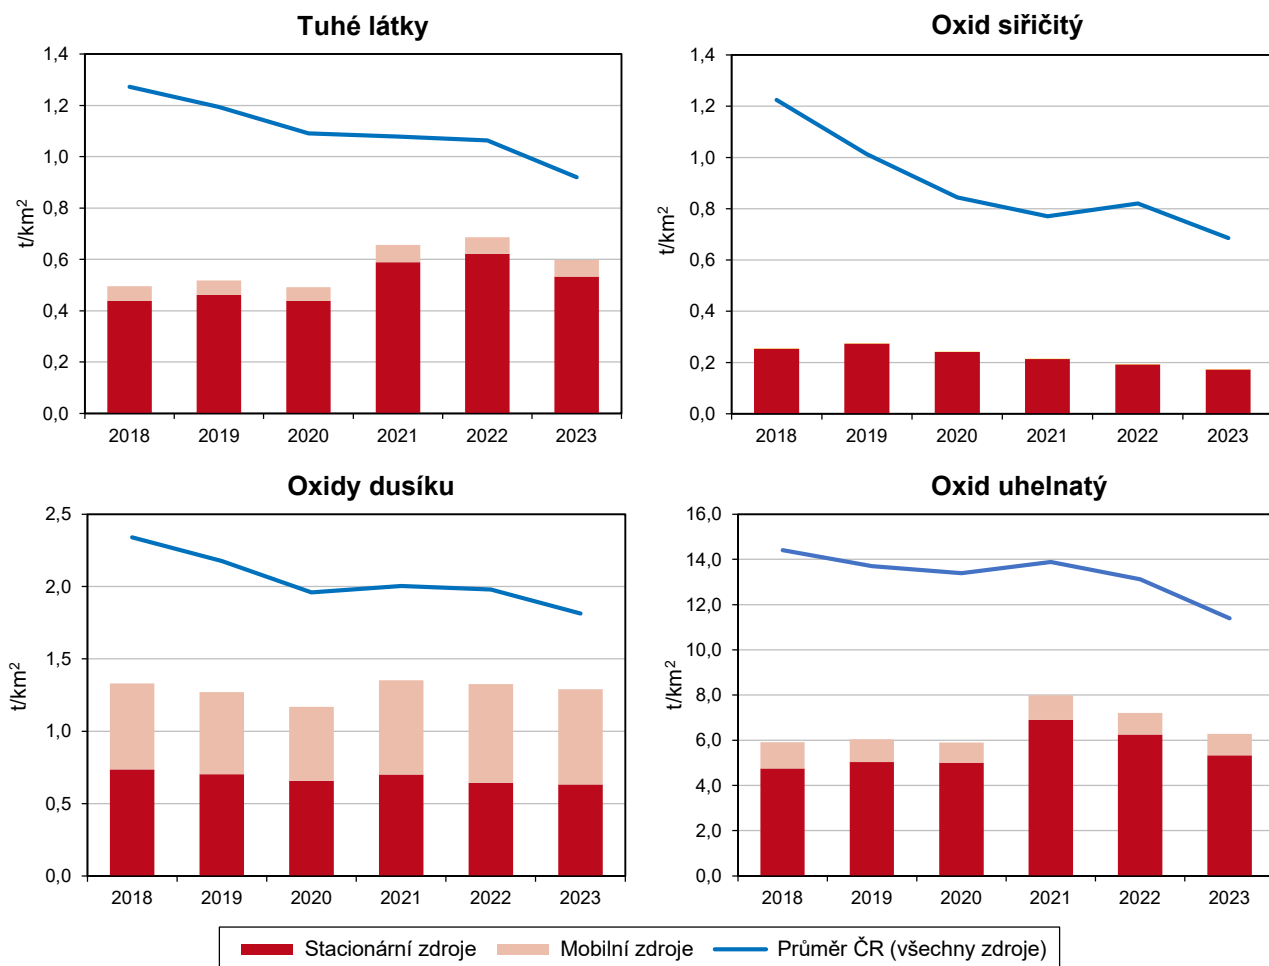 Tuhé látky
1,4
1,2
1,0
0,8
0,6
0,4
0,2
0,0
t/km²
2018 2019 2020 2021 2022 2023
Oxid siřičitý
1,4
1,2
1,0
0,8
0,6
0,4
0,2
0,0
t/km²
2018 2019 2020 2021 2022 2023
Oxidy dusíku
2,5
2,0
1,5
1,0
0,5
0,0
t/km²
2018 2019 2020 2021 2022 2023
Oxid uhelnatý
16,0
14,0
12,0
10,0
8,0
6,0
4,0
2,0
0,0
t/km²
2018 2019 2020 2021 2022 2023
Stacionární zdroje Mobilní zdroje Průměr ČR (všechny zdroje)